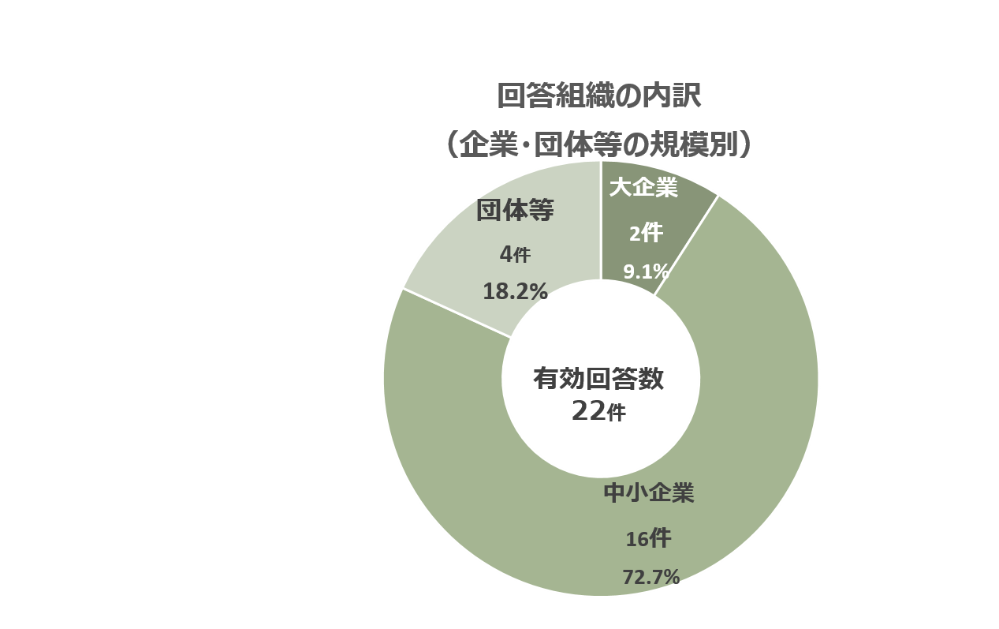 回答組織の内訳
（企業･団体等の規模別）
大企業
2件
9.1%
団体等
4件
18.2%
有効回答数
22件
中小企業
16件
72.7%